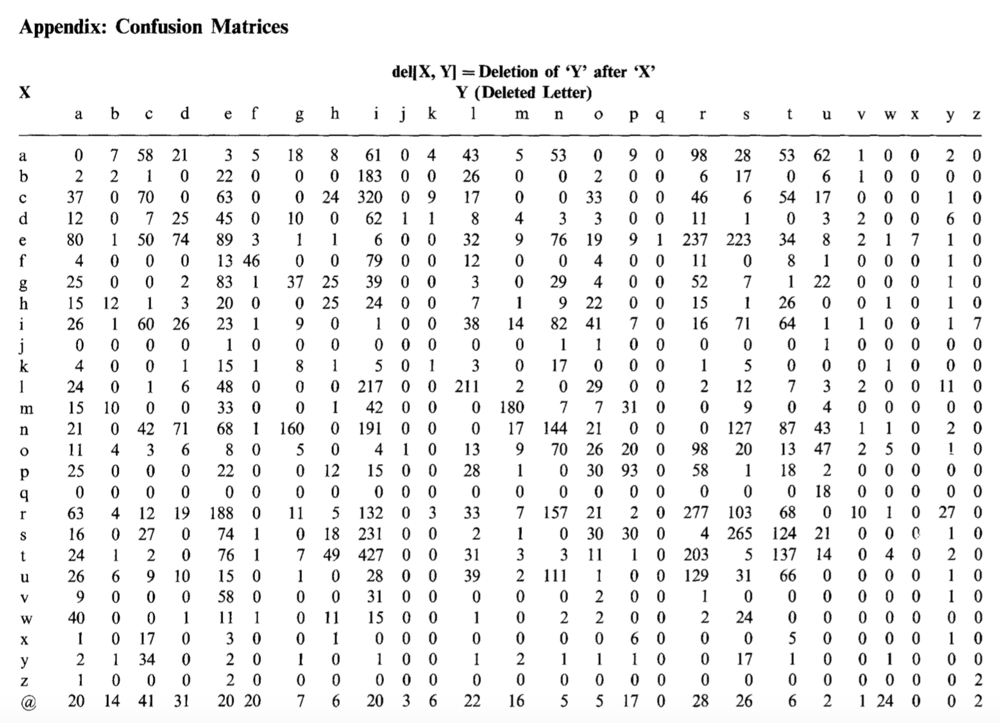 Appendix: Confusion Matrices
del[X, Y] = Deletion of ‘Y’ after ‘X’
X Y (Deleted Letter)
a b c d e f g h i j k l m n o p q r s t u v w x y z
a 0 7 58 21 3 5 18 8 61 0 4 43 5 53 0 9 0 98 28 53 62 1 0 0 2 0
b 2 2 1 0 22 0 0 0 183 0 0 26 0 0 2 0 0 6 17 0 6 1 0 0 0 0
c 37 0 70 0 63 0 0 24 320 0 9 17 0 0 33 0 0 46 6 54 17 0 0 0 1 0
d 12 0 7 25 45 0 10 0 62 1 1 8 4 3 3 0 0 11 1 0 3 2 0 0 6 0
e 80 1 50 74 89 3 1 1 6 0 0 32 9 76 19 9 1 237 223 34 8 2 1 7 1 0
f 4 0 0 0 13 46 0 0 79 0 0 12 0 0 4 0 0 11 0 8 1 0 0 0 1 0
g 25 0 0 2 83 1 37 25 39 0 0 3 0 29 4 0 0 52 7 1 22 0 0 0 1 0
h 15 12 1 3 20 0 0 25 24 0 0 7 1 9 22 0 0 15 1 26 0 0 1 0 1 0
i 26 1 60 26 23 1 9 0 1 0 0 38 14 82 41 7 0 16 71 64 1 1 0 0 1 7
j 0 0 0 0 1 0 0 0 0 0 0 0 0 1 1 0 0 0 0 0 1 0 0 0 0 0
k 4 0 0 1 15 1 8 1 5 0 1 3 0 17 0 0 0 1 5 0 0 0 1 0 0 0
l 24 0 1 6 48 0 0 0 217 0 0 211 2 0 29 0 0 2 12 7 3 2 0 0 11 0
m 15 10 0 0 33 0 0 1 42 0 0 0 180 7 7 31 0 0 9 0 4 0 0 0 0 0
n 21 0 42 71 68 1 160 0 191 0 0 0 17 144 21 0 0 0 127 87 43 1 1 0 2 0
o 11 4 3 6 8 0 5 0 4 1 0 13 9 70 26 20 0 98 20 13 47 2 5 0 1 0
p 25 0 0 0 22 0 0 12 15 0 0 28 1 0 30 93 0 58 1 18 2 0 0 0 0 0
q 0 0 0 0 0 0 0 0 0 0 0 0 0 0 0 0 0 0 0 0 18 0 0 0 0 0
r 63 4 12 19 188 0 11 5 132 0 3 33 7 157 21 2 0 277 103 68 0 10 1 0 27 0
s 16 0 27 0 74 1 0 18 231 0 0 2 1 0 30 30 0 4 265 124 21 0 0 0 1 0
t 24 1 2 0 76 1 7 49 427 0 0 31 3 3 11 1 0 203 5 137 14 0 4 0 2 0
u 26 6 9 10 15 0 1 0 28 0 0 39 2 111 1 0 0 129 31 66 0 0 0 0 1 0
v 9 0 0 0 58 0 0 0 31 0 0 0 0 0 2 0 0 1 0 0 0 0 0 0 1 0
w 40 0 0 1 11 1 0 11 15 0 0 1 0 2 2 0 0 2 24 0 0 0 0 0 0 0
x 1 0 17 0 3 0 0 1 0 0 0 0 0 0 0 6 0 0 0 5 0 0 0 0 1 0
y 2 1 34 0 2 0 1 0 1 0 0 1 2 1 1 1 0 0 17 1 0 0 1 0 0 0
z 1 0 0 0 2 0 0 0 0 0 0 0 0 0 0 0 0 0 0 0 0 0 0 0 0 2
@ 20 14 41 31 20 20 7 6 20 3 6 22 16 5 5 17 0 28 26 6 2 1 24 0 0 2